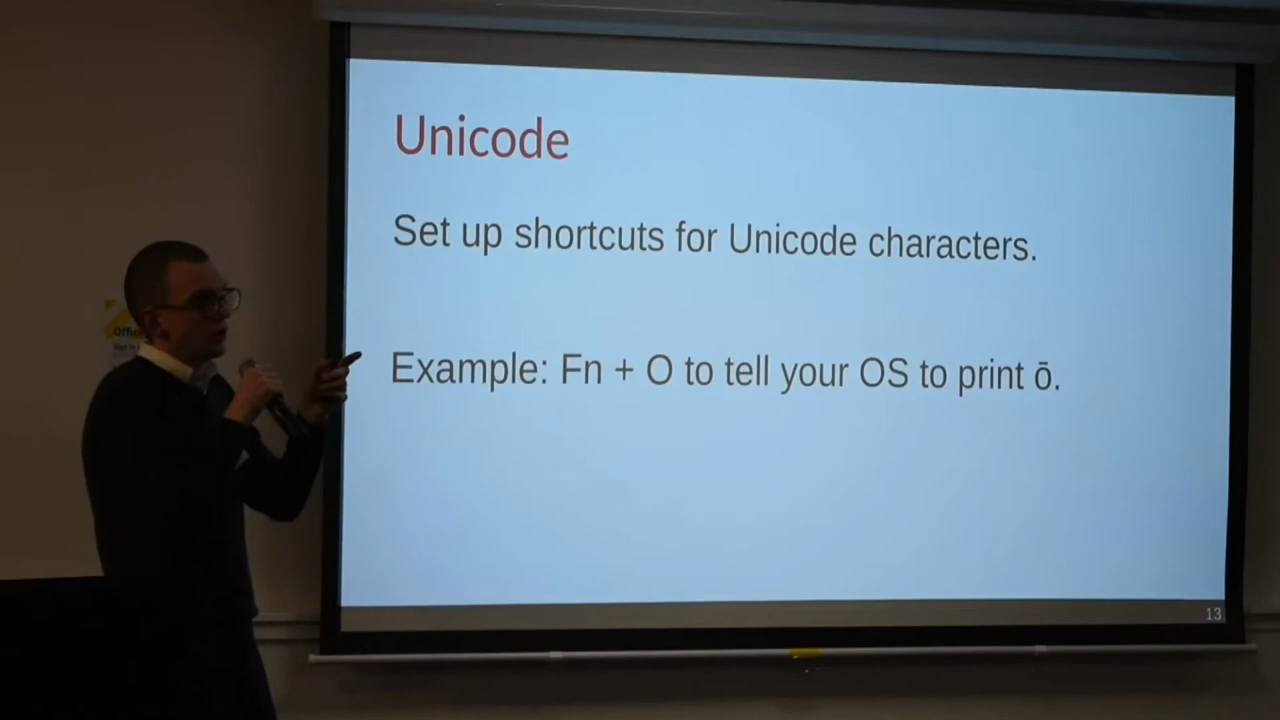 Unicode
Set up shortcuts for Unicode characters.
Example: Fn + O to tell your OS to print ō.
13